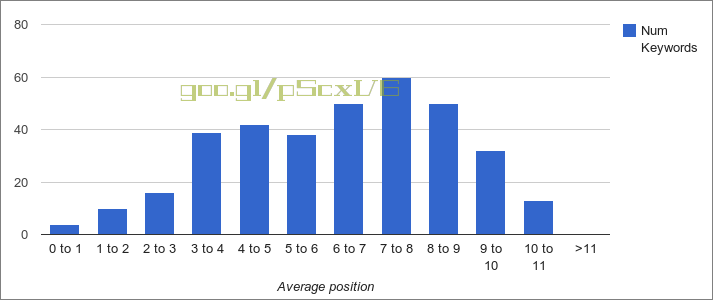 80
Num
Keywords
60
goo.gl/pScxL/6
40
20
0
0 to 1 1 to 2 2 to 3 3 to 4 4 to 5 5 to 6 6 to 7 7 to 8 8 to 9 9 to 10 10 to 11 >11
Average position